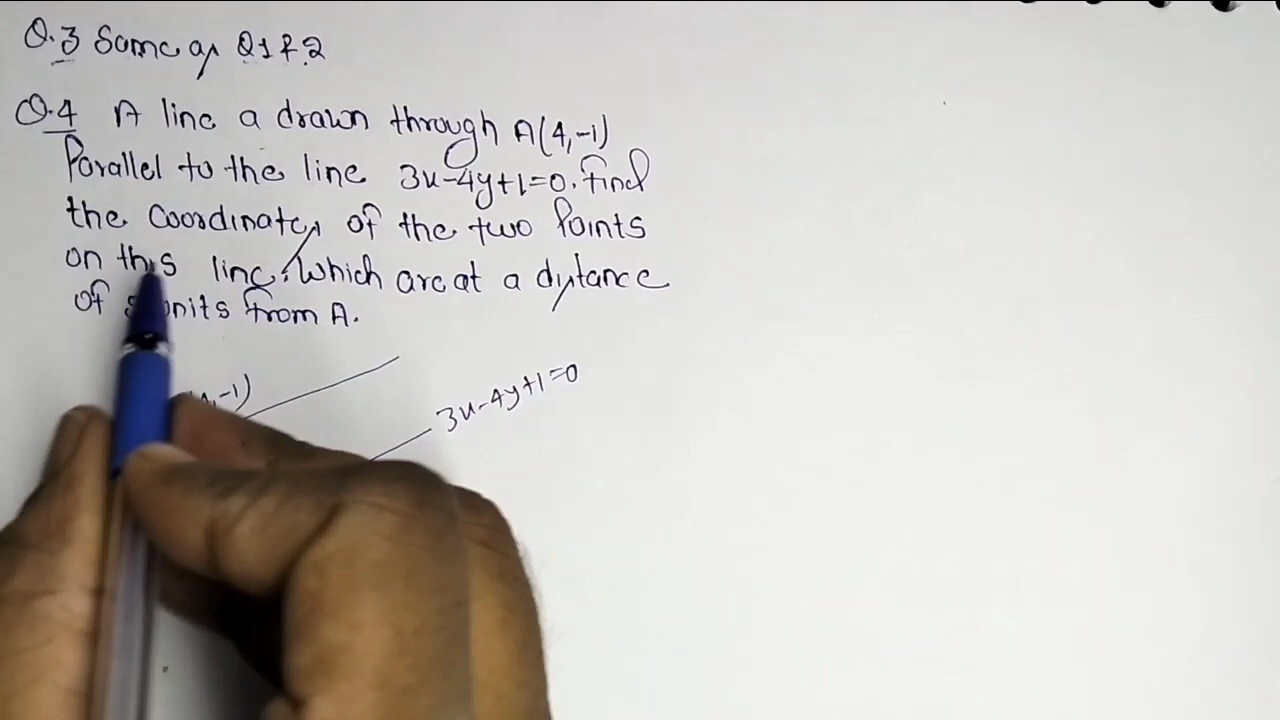 Q.3 Same as Q1 & 2
Q.4 A line a drawn through A(4,-1)
Parallel to the line 3x-4y+1=0. find
the Coordinates of the two Points
on this line, which are at a distance
of units from A.
-1)
3x-4y+1=0